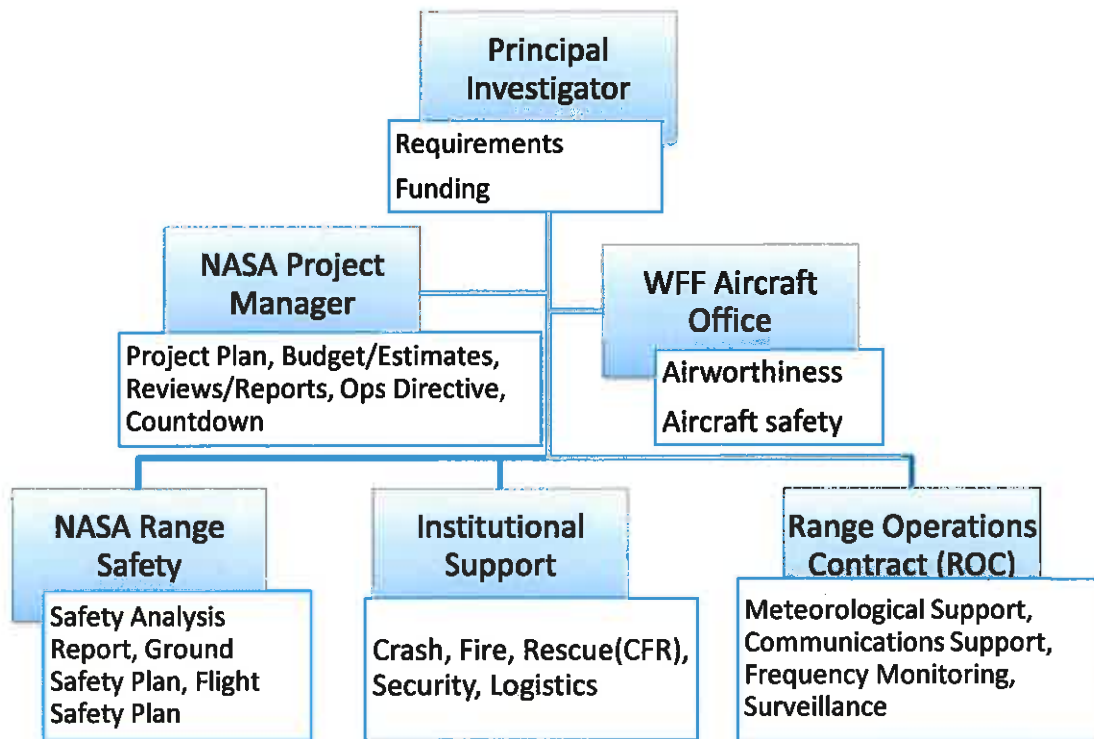 Principal
Investigator
Requirements
Funding
NASA Project
Manager
Project Plan, Budget/Estimates,
Reviews/Reports, Ops Directive,
Countdown
WFF Aircraft
Office
Airworthiness
Aircraft safety
NASA Range
Safety
Safety Analysis
Report, Ground
Safety Plan, Flight
Safety Plan
Institutional
Support
Crash, Fire, Rescue(CFR),
Security, Logistics
Range Operations
Contract (ROC)
Meteorological Support,
Communications Support,
Frequency Monitoring,
Surveillance